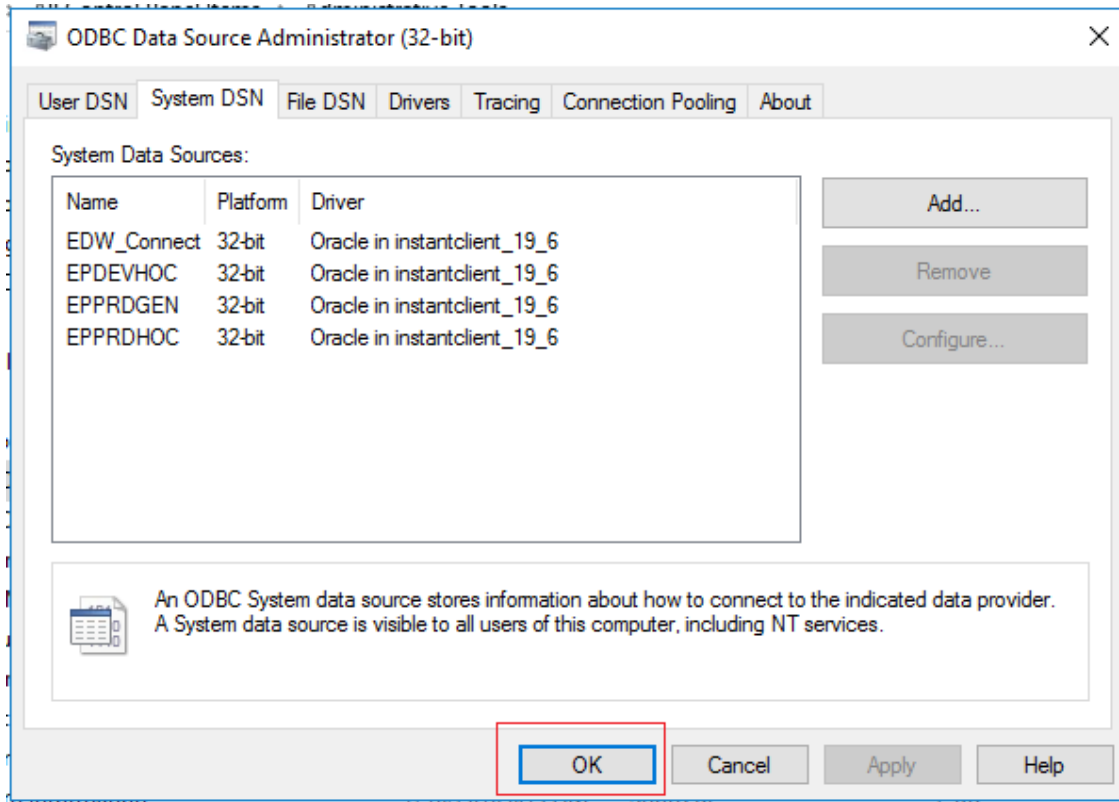 ODBC Data Source Administrator (32-bit)
User DSN System DSN File DSN Drivers Tracing Connection Pooling About
System Data Sources:
Name Platform Driver
EDW_Connect 32-bit Oracle in instantclient_19_6
EPDEVHOC 32-bit Oracle in instantclient_19_6
EPPRDGEN 32-bit Oracle in instantclient_19_6
EPPRDHOC 32-bit Oracle in instantclient_19_6
Add...
Remove
Configure...
An ODBC System data source stores information about how to connect to the indicated data provider.
A System data source is visible to all users of this computer, including NT services.
OK Cancel Apply Help